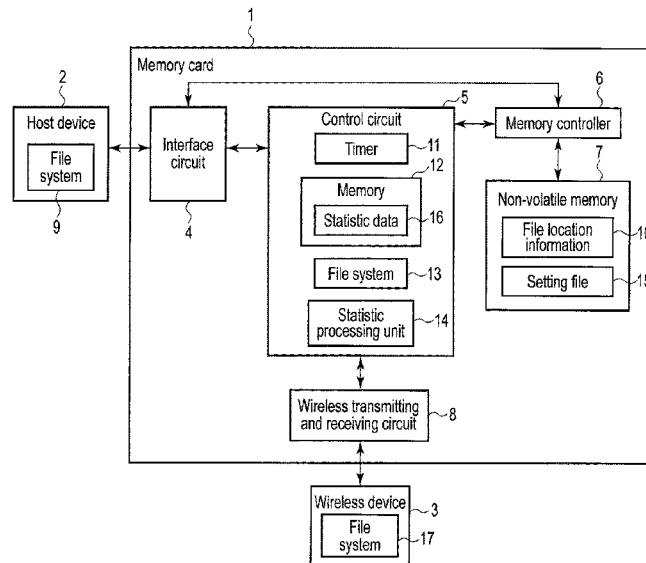 1
Memory card
2
Host device
File system
9
Interface circuit
4
5
Control circuit
Timer
11
12
Memory
Statistic data
16
File system
13
Statistic processing unit
14
6
Memory controller
7
Non-volatile memory
File location information
Setting file
Wireless transmitting and receiving circuit
8
Wireless device
3
File system
17